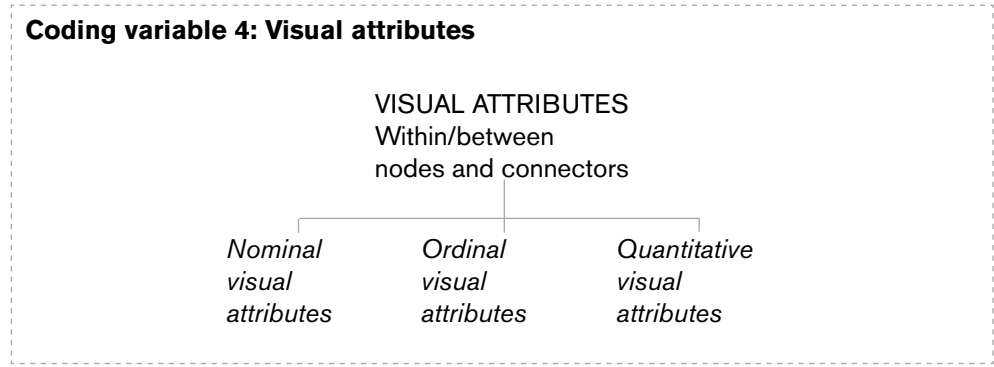 Coding variable 4: Visual attributes
VISUAL ATTRIBUTES
Within/between
nodes and connectors
Nominal
visual
attributes
Ordinal
visual
attributes
Quantitative
visual
attributes